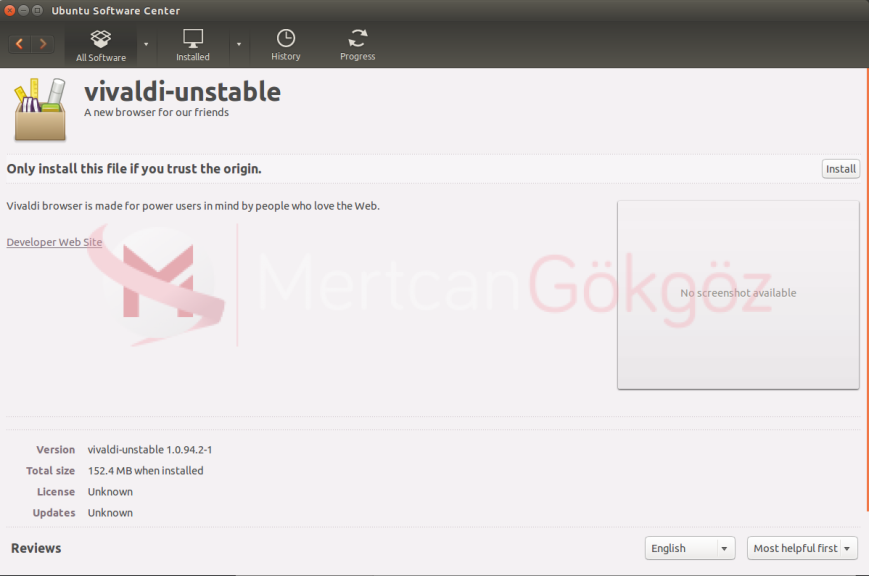 Ubuntu Software Center
All Software
Installed
History
Progress
vivaldi-unstable
A new browser for our friends
Only install this file if you trust the origin.
Install
Vivaldi browser is made for power users in mind by people who love the Web.
Developer Web Site
MertcanGökgöz
No screenshot available
Version vivaldi-unstable 1.0.94.2-1
Total size 152.4 MB when installed
License Unknown
Updates Unknown
Reviews
English
Most helpful first